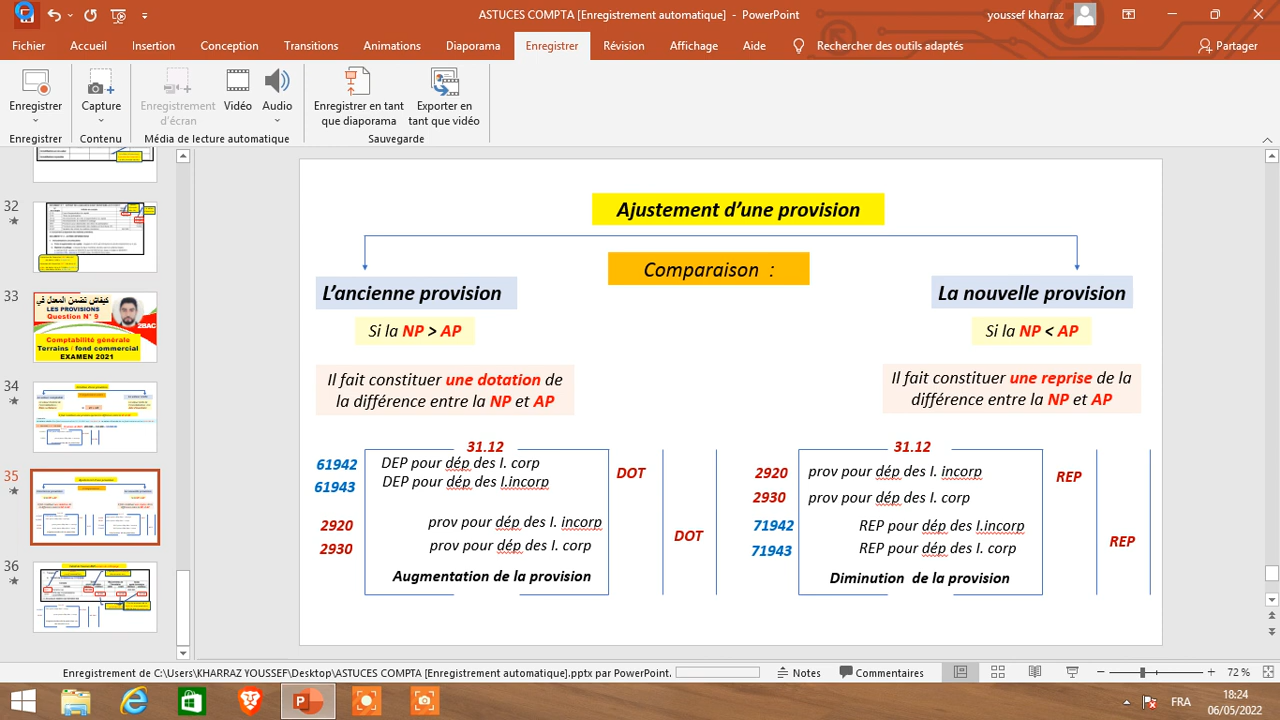 ASTUCES COMPTA [Enregistrement automatique] - PowerPoint
youssef kharraz
Fichier Accueil Insertion Conception Transitions Animations Diaporama Enregistrer Révision Affichage Aide Rechercher des outils adaptés Partager
Enregistrer
Capture
Enregistrement d'écran
Vidéo
Audio
Enregistrer en tant que diaporama
Exporter en tant que vidéo
Enregistrer Contenu Média de lecture automatique Sauvegarde
32
33
كيفاش تضمن المعدل في
LES PROVISIONS
Question N° 9
2BAC
Comptabilité générale
Terrains / fond commercial
EXAMEN 2021
34
35
36
Ajustement d'une provision
Comparaison :
L'ancienne provision
La nouvelle provision
Si la NP > AP
Si la NP < AP
Il fait constituer une dotation de
la différence entre la NP et AP
Il fait constituer une reprise de la
différence entre la NP et AP
31.12
61942 DEP pour dép des I. corp DOT
61943 DEP pour dép des I.incorp
2920 prov pour dép des I. incorp DOT
2930 prov pour dép des I. corp
Augmentation de la provision
31.12
2920 prov pour dép des I. incorp REP
2930 prov pour dép des I. corp
71942 REP pour dép des I.incorp
71943 REP pour dép des I. corp REP
Diminution de la provision
Enregistrement de C:\Users\KHARRAZ YOUSSEF\Desktop\ASTUCES COMPTA [Enregistrement automatique].pptx par PowerPoint.
Notes Commentaires 72 %
FRA
18:24
06/05/2022